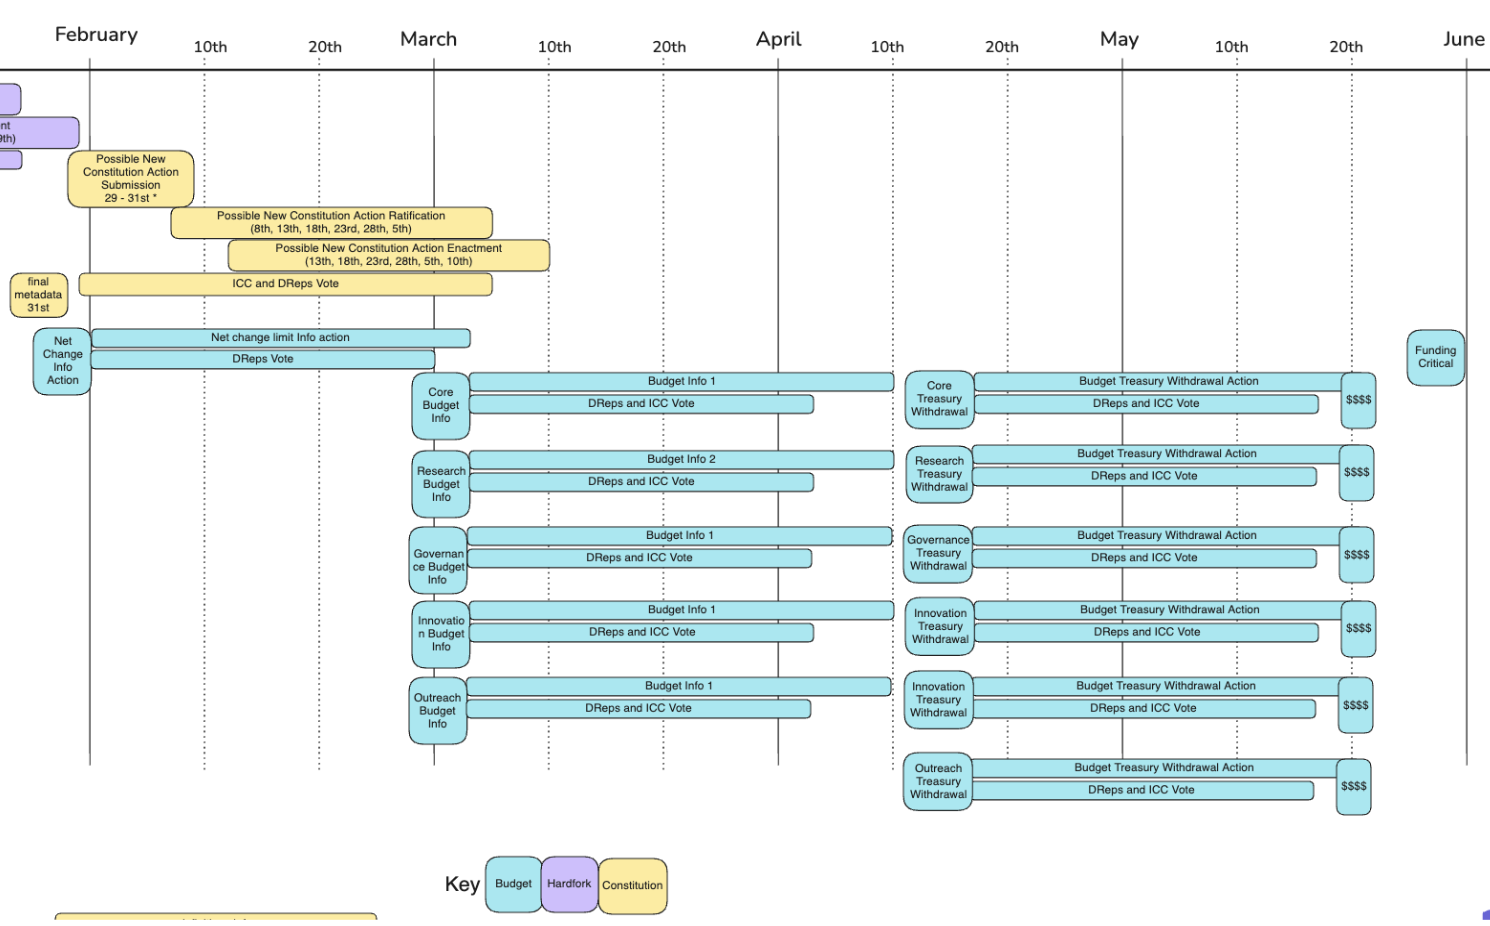 February
10th
20th
March
10th
20th
April
10th
20th
May
10th
20th
June
nt
9th)
Possible New
Constitution Action
Submission
29 - 31st *
Possible New Constitution Action Ratification
(8th, 13th, 18th, 23rd, 28th, 5th)
Possible New Constitution Action Enactment
(13th, 18th, 23rd, 28th, 5th, 10th)
final
metadata
31st
ICC and DReps Vote
Net
Change
Info
Action
Net change limit Info action
DReps Vote
Funding
Critical
Core
Budget
Info
Budget Info 1
DReps and ICC Vote
Core
Treasury
Withdrawal
Budget Treasury Withdrawal Action
DReps and ICC Vote
$$$$
Research
Budget
Info
Budget Info 2
DReps and ICC Vote
Research
Treasury
Withdrawal
Budget Treasury Withdrawal Action
DReps and ICC Vote
$$$$
Governan
ce Budget
Info
Budget Info 1
DReps and ICC Vote
Governance
Treasury
Withdrawal
Budget Treasury Withdrawal Action
DReps and ICC Vote
$$$$
Innovatio
n Budget
Info
Budget Info 1
DReps and ICC Vote
Innovation
Treasury
Withdrawal
Budget Treasury Withdrawal Action
DReps and ICC Vote
$$$$
Outreach
Budget
Info
Budget Info 1
DReps and ICC Vote
Innovation
Treasury
Withdrawal
Budget Treasury Withdrawal Action
DReps and ICC Vote
$$$$
Outreach
Treasury
Withdrawal
Budget Treasury Withdrawal Action
DReps and ICC Vote
$$$$
Key
Budget
Hardfork
Constitution